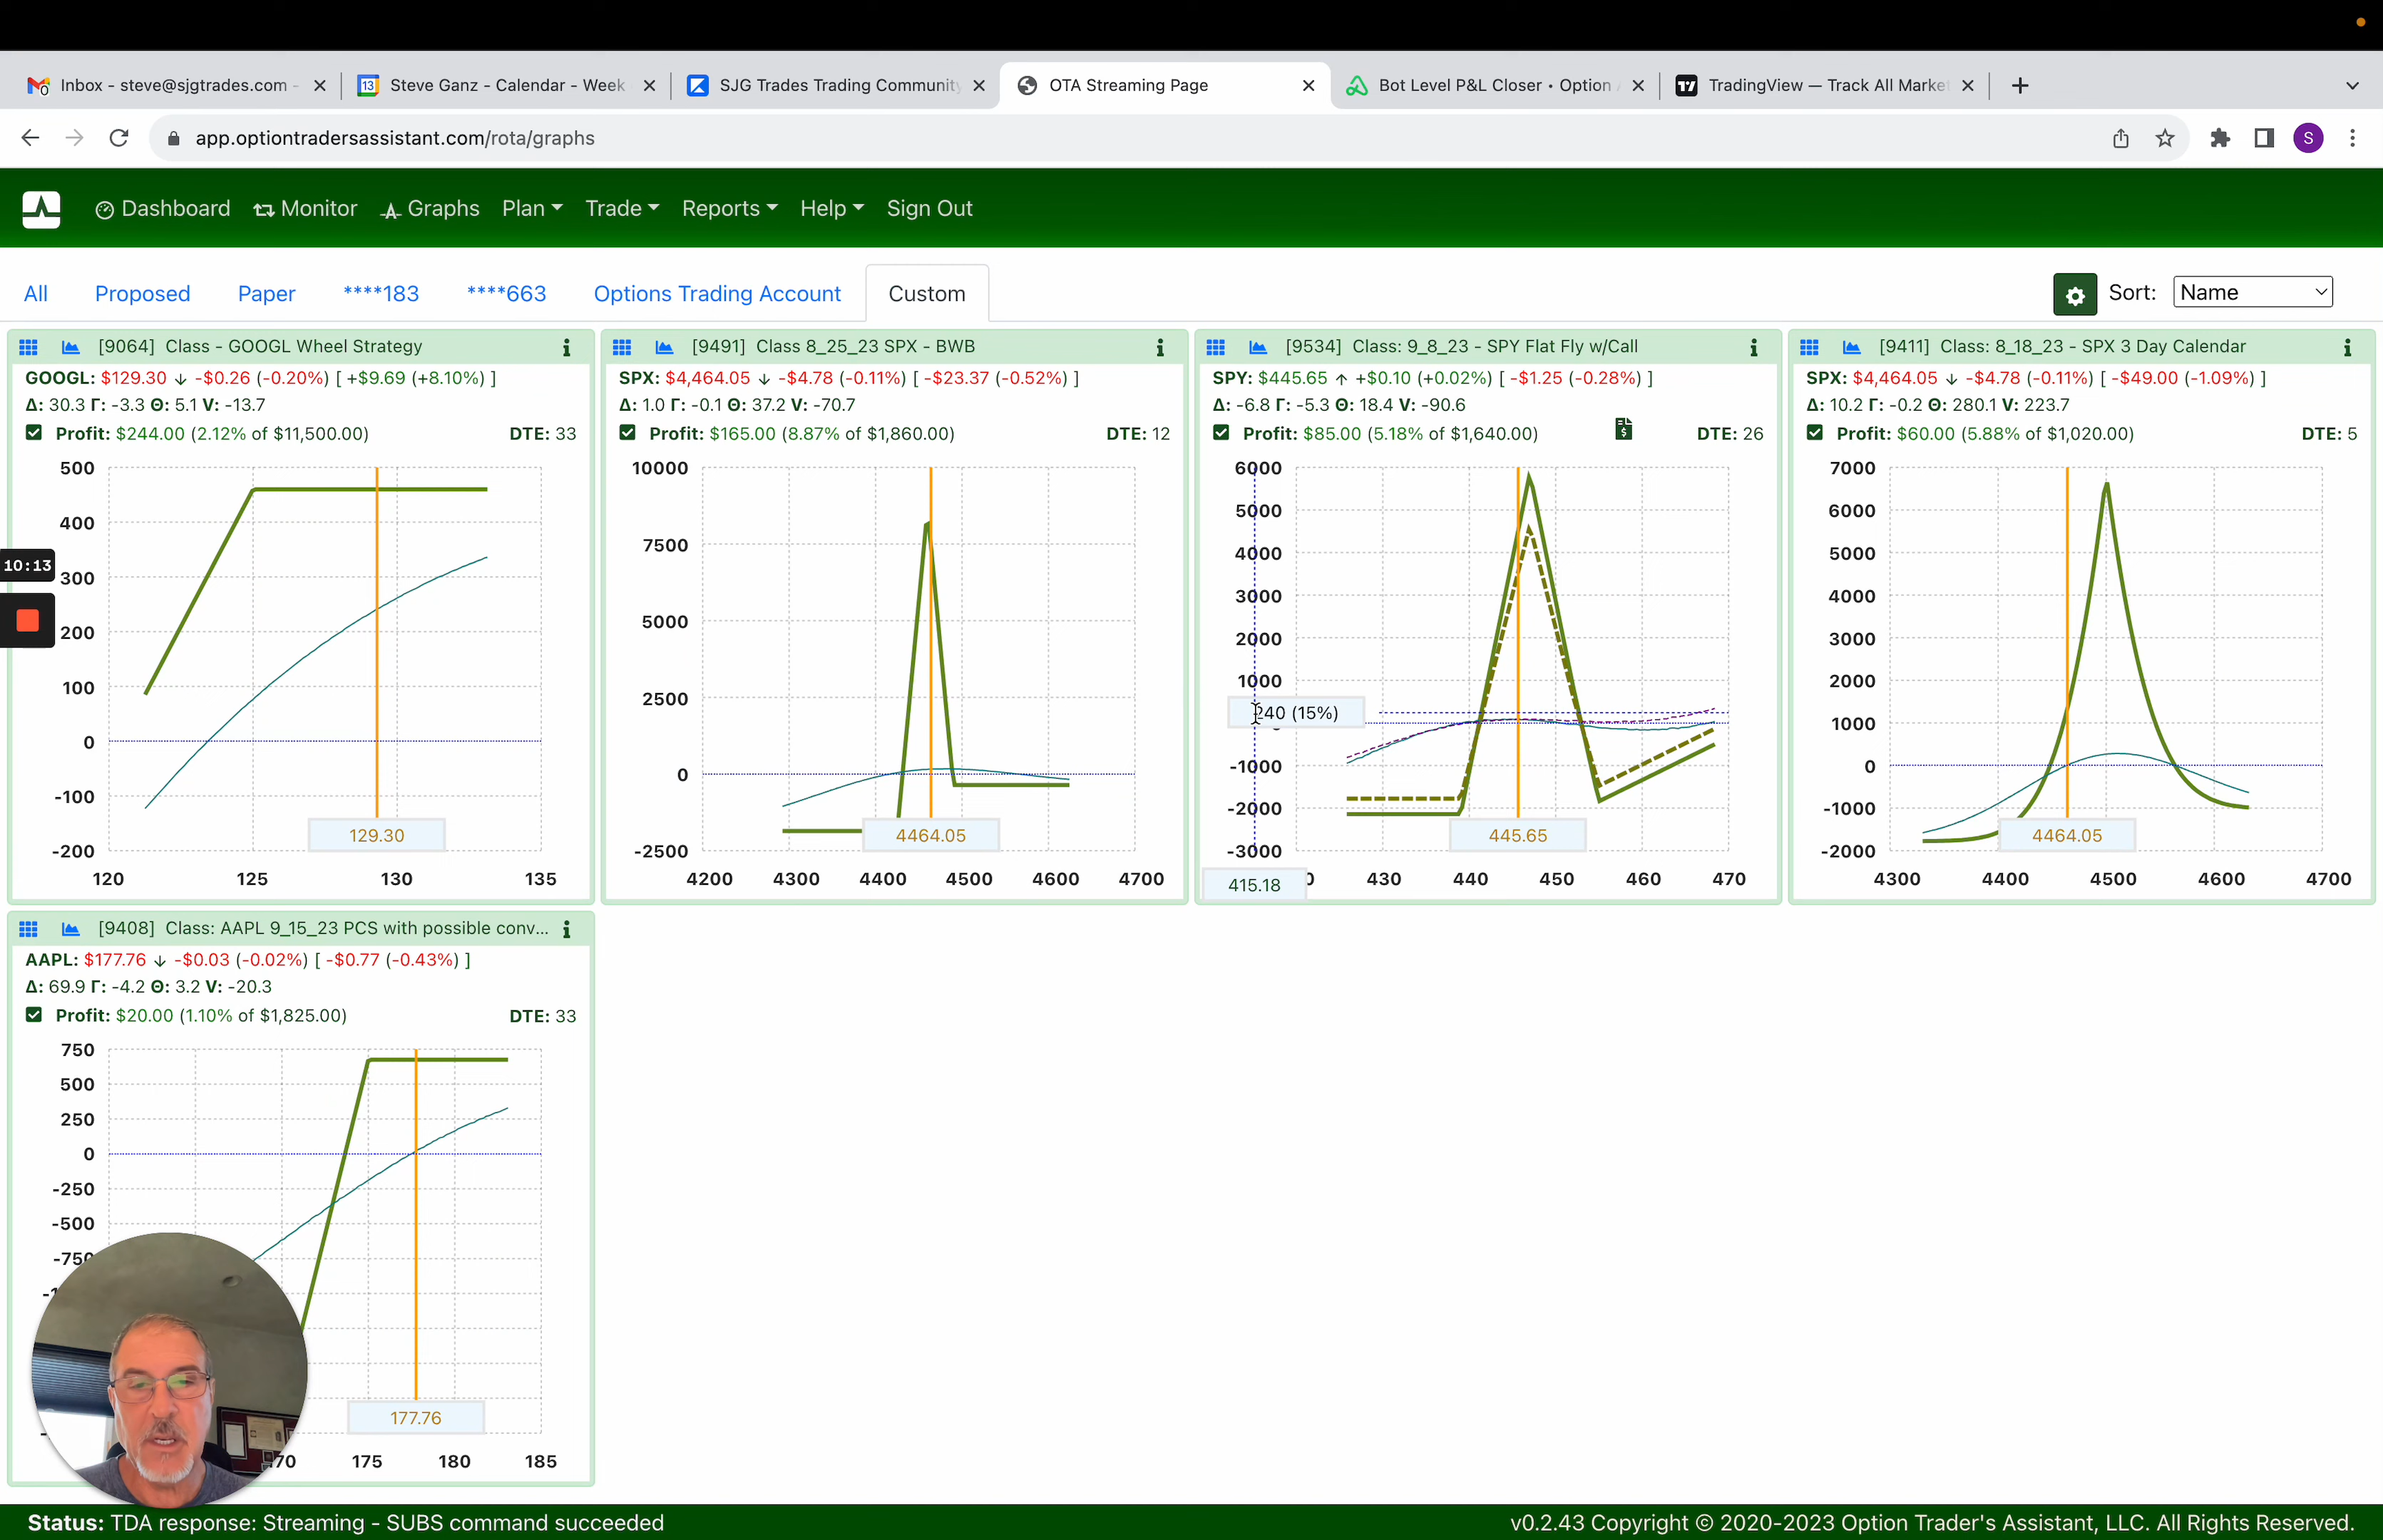 Inbox - steve@sjgtrades.com -
Steve Ganz - Calendar - Week
SJG Trades Trading Community
OTA Streaming Page
Bot Level P&L Closer • Option
TradingView — Track All Marke
app.optiontradersassistant.com/rota/graphs
S
Dashboard Monitor Graphs Plan Trade Reports Help Sign Out
All Proposed Paper ****183 ****663 Options Trading Account Custom Sort: Name
[9064] Class - GOOGL Wheel Strategy
GOOGL: $129.30 ↓ -$0.26 (-0.20%) [ +$9.69 (+8.10%) ]
Δ: 30.3 Γ: -3.3 Θ: 5.1 V: -13.7
Profit: $244.00 (2.12% of $11,500.00) DTE: 33
500
400
300
200
100
0
-100
-200
129.30
120 125 130 135
10:13
[9491] Class 8_25_23 SPX - BWB
SPX: $4,464.05 ↓ -$4.78 (-0.11%) [ -$23.37 (-0.52%) ]
Δ: 1.0 Γ: -0.1 Θ: 37.2 V: -70.7
Profit: $165.00 (8.87% of $1,860.00) DTE: 12
10000
7500
5000
2500
0
-2500
4464.05
4200 4300 4400 4500 4600 4700
[9534] Class: 9_8_23 - SPY Flat Fly w/Call
SPY: $445.65 ↑ +$0.10 (+0.02%) [ -$1.25 (-0.28%) ]
Δ: -6.8 Γ: -5.3 Θ: 18.4 V: -90.6
Profit: $85.00 (5.18% of $1,640.00) DTE: 26
6000
5000
4000
3000
2000
1000
240 (15%)
-1000
-2000
-3000
445.65
415.18 0 430 440 450 460 470
[9411] Class: 8_18_23 - SPX 3 Day Calendar
SPX: $4,464.05 ↓ -$4.78 (-0.11%) [ -$49.00 (-1.09%) ]
Δ: 10.2 Γ: -0.2 Θ: 280.1 V: 223.7
Profit: $60.00 (5.88% of $1,020.00) DTE: 5
7000
6000
5000
4000
3000
2000
1000
0
-1000
-2000
4464.05
4300 4400 4500 4600 4700
[9408] Class: AAPL 9_15_23 PCS with possible conv...
AAPL: $177.76 ↓ -$0.03 (-0.02%) [ -$0.77 (-0.43%) ]
Δ: 69.9 Γ: -4.2 Θ: 3.2 V: -20.3
Profit: $20.00 (1.10% of $1,825.00) DTE: 33
750
500
250
0
-250
-500
-750
177.76
70 175 180 185
Status: TDA response: Streaming - SUBS command succeeded
v0.2.43 Copyright © 2020-2023 Option Trader's Assistant, LLC. All Rights Reserved.